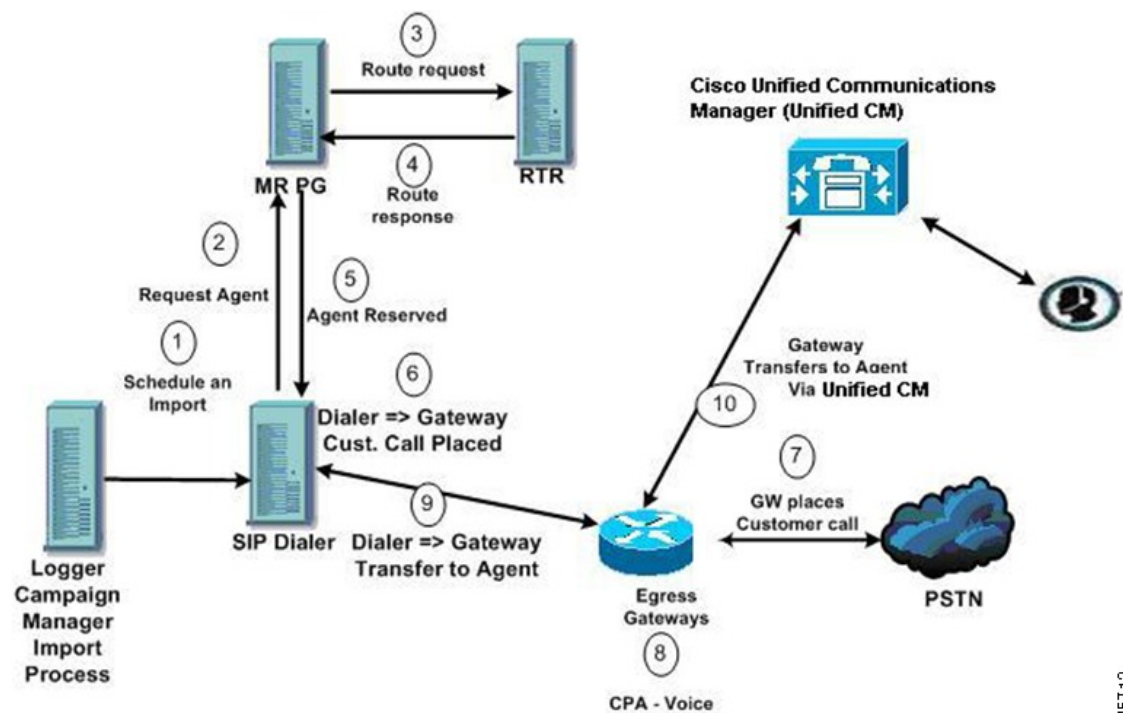 3
Route request
Cisco Unified Communications
Manager (Unified CM)
4
Route
response
MR PG
RTR
2
Request Agent
5
Agent Reserved
1
Schedule an
Import
6
Dialer => Gateway
Cust. Call Placed
Gateway
Transfers to Agent
Via Unified CM
10
7
GW places
Customer call
9
SIP Dialer
Dialer => Gateway
Transfer to Agent
Logger
Campaign
Manager
Import
Process
Egress
Gateways
8
CPA - Voice
PSTN